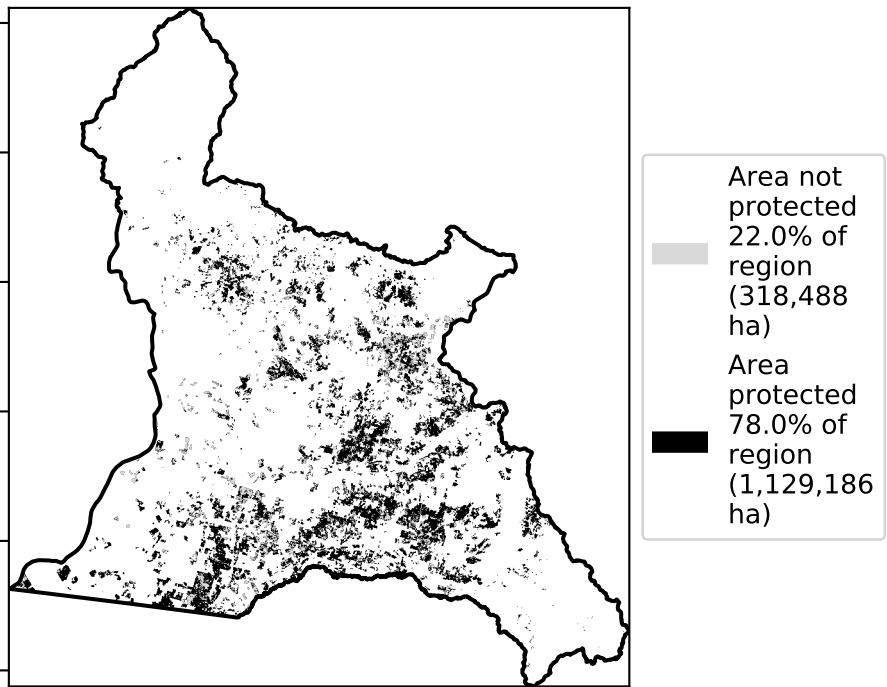 Area not
protected
22.0% of
region
(318,488
ha)
Area
protected
78.0% of
region
(1,129,186
ha)